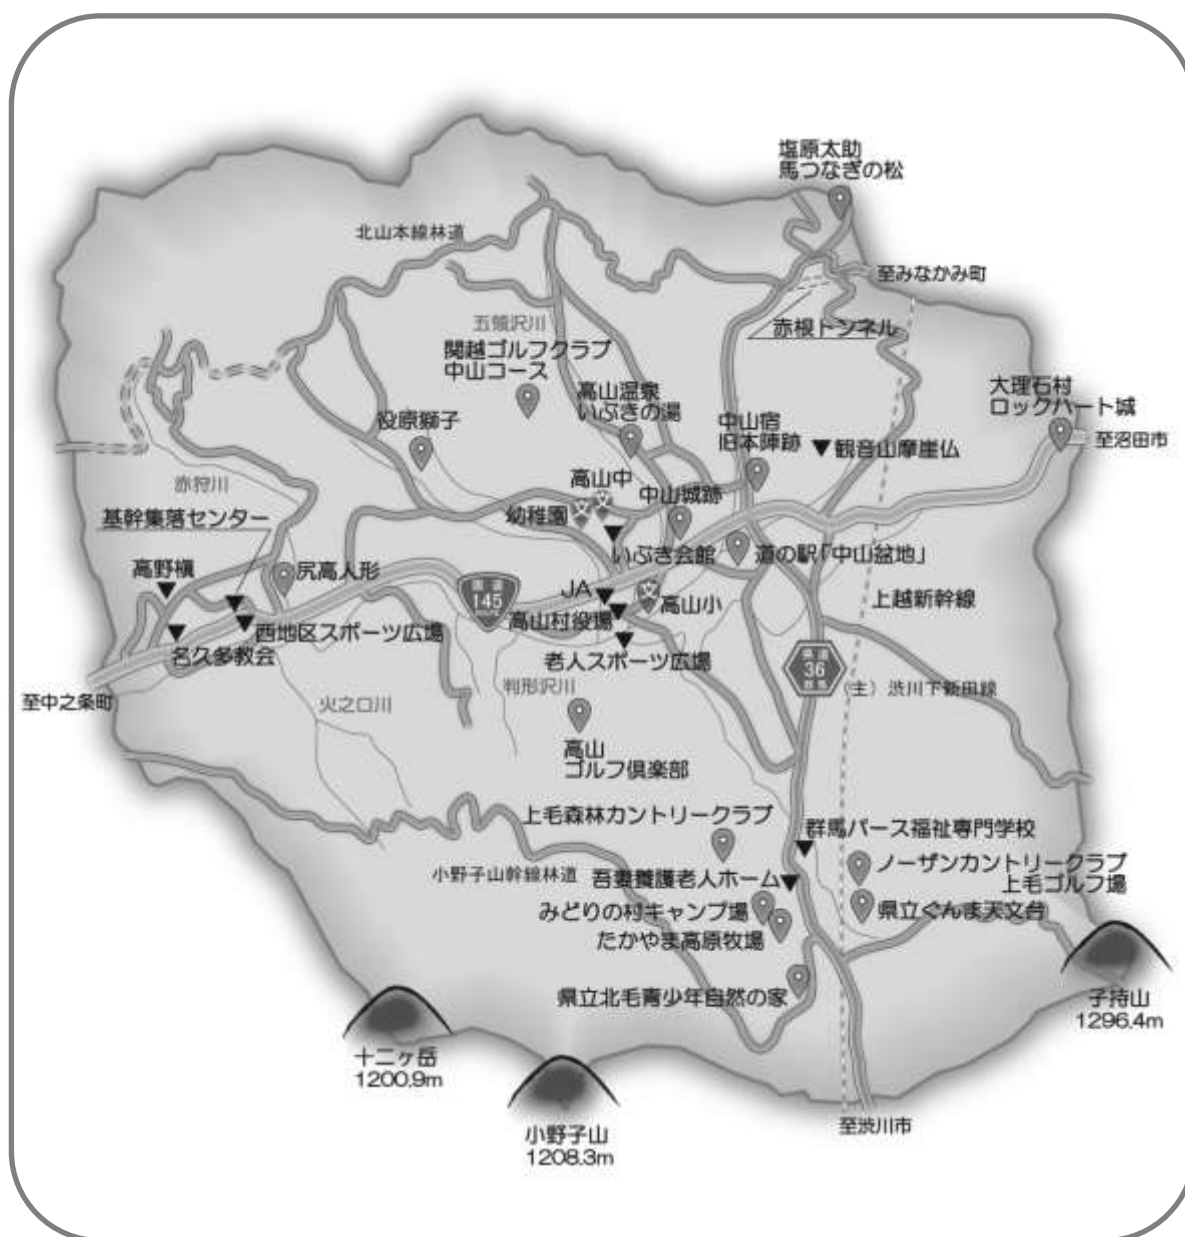 塩原太助
馬つなぎの松
北山本線林道
至みなかみ町
五領沢川
赤根トンネル
関越ゴルフクラブ
中山コース
高山温泉
いぶきの湯
大理石村
ロックハート城
役原獅子
中山宿
旧本陣跡
観音山摩崖仏
至沼田市
高山中
赤狩川
中山城跡
基幹集落センター
幼稚園
いぶき会館
道の駅「中山盆地」
高野槇
尻高人形
国道
145
JA
文
高山小
上越新幹線
高山村役場
西地区スポーツ広場
名久多教会
老人スポーツ広場
県道
36
群馬
(主) 渋川下新田線
至中之条町
火之口川
判形沢川
高山
ゴルフ倶楽部
上毛森林カントリークラブ
群馬パース福祉専門学校
小野子山幹線林道
吾妻養護老人ホーム
ノーザンカントリークラブ
上毛ゴルフ場
みどりの村キャンプ場
県立ぐんま天文台
たかやま高原牧場
県立北毛青少年自然の家
子持山
1296.4m
十二ヶ岳
1200.9m
小野子山
1208.3m
至渋川市